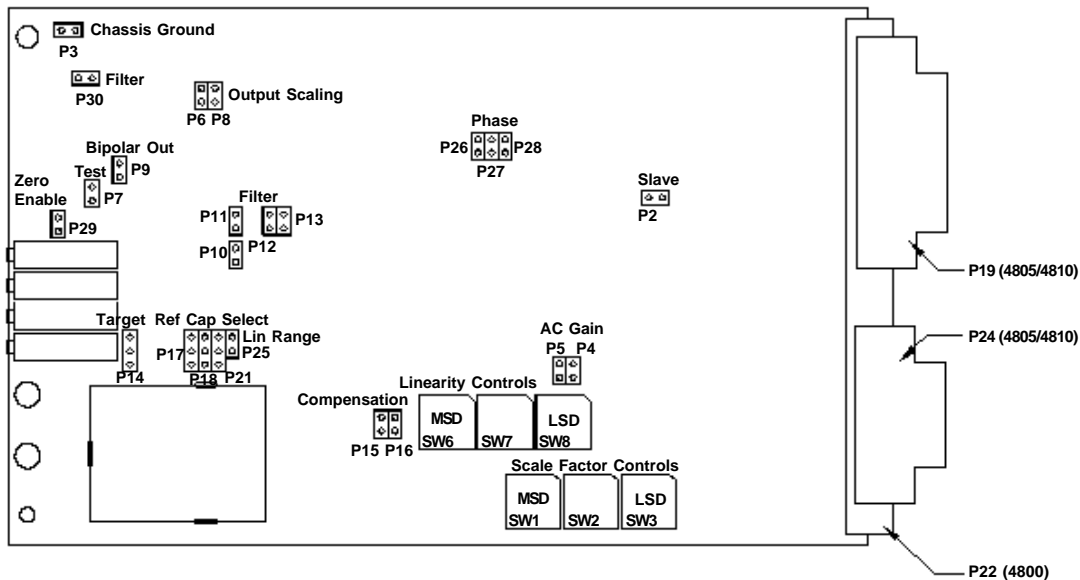 Chassis Ground
P3
Filter
P30
Output Scaling
P6 P8
Phase
P26
P28
P27
Bipolar Out
P9
Test
P7
Slave
P2
Zero
Enable
P29
Filter
P11
P13
P12
P10
P19 (4805/4810)
Target
Ref Cap Select
Lin Range
P17
P25
P14
P18
P21
AC Gain
P5
P4
P24 (4805/4810)
Linearity Controls
Compensation
MSD
LSD
SW6
SW7
SW8
P15 P16
Scale Factor Controls
MSD
LSD
SW1
SW2
SW3
P22 (4800)